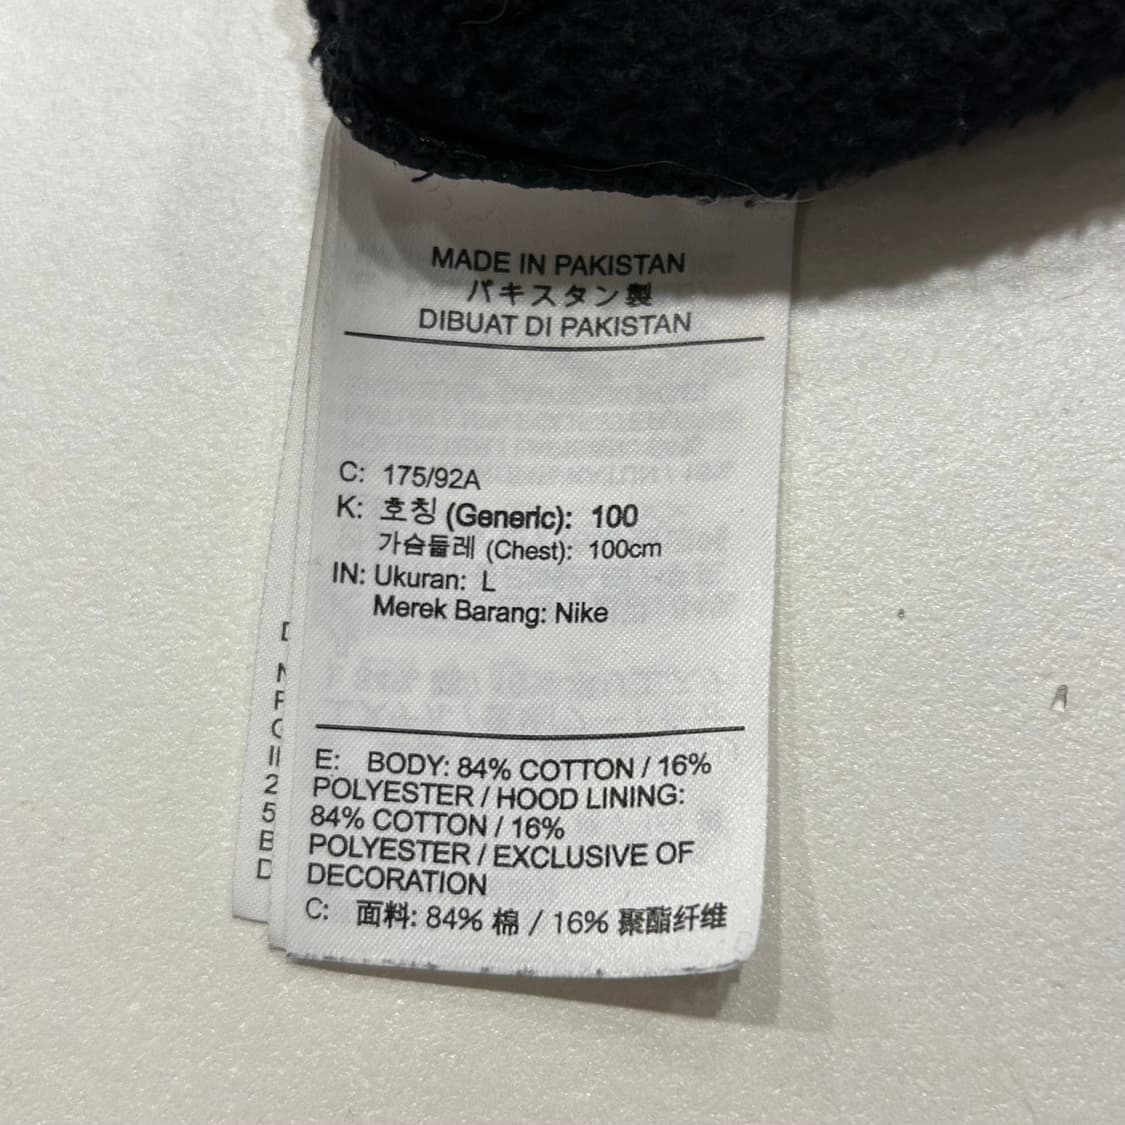 MADE IN PAKISTAN
パキスタン製
DIBUAT DI PAKISTAN
C: 175/92A
K: 호칭 (Generic): 100
가슴둘레 (Chest): 100cm
IN: Ukuran: L
Merek Barang: Nike
E: BODY: 84% COTTON / 16%
POLYESTER / HOOD LINING:
84% COTTON / 16%
POLYESTER / EXCLUSIVE OF
DECORATION
C: 面料: 84% 棉 / 16% 聚酯纤维